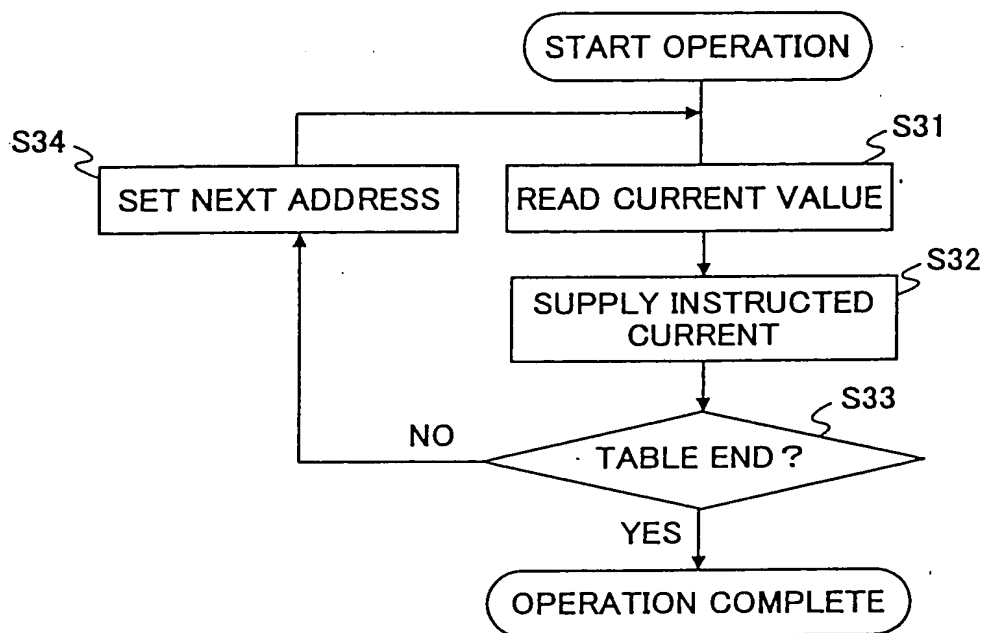 START OPERATION
S34
S31
SET NEXT ADDRESS
READ CURRENT VALUE
S32
SUPPLY INSTRUCTED
CURRENT
S33
NO
TABLE END?
YES
OPERATION COMPLETE